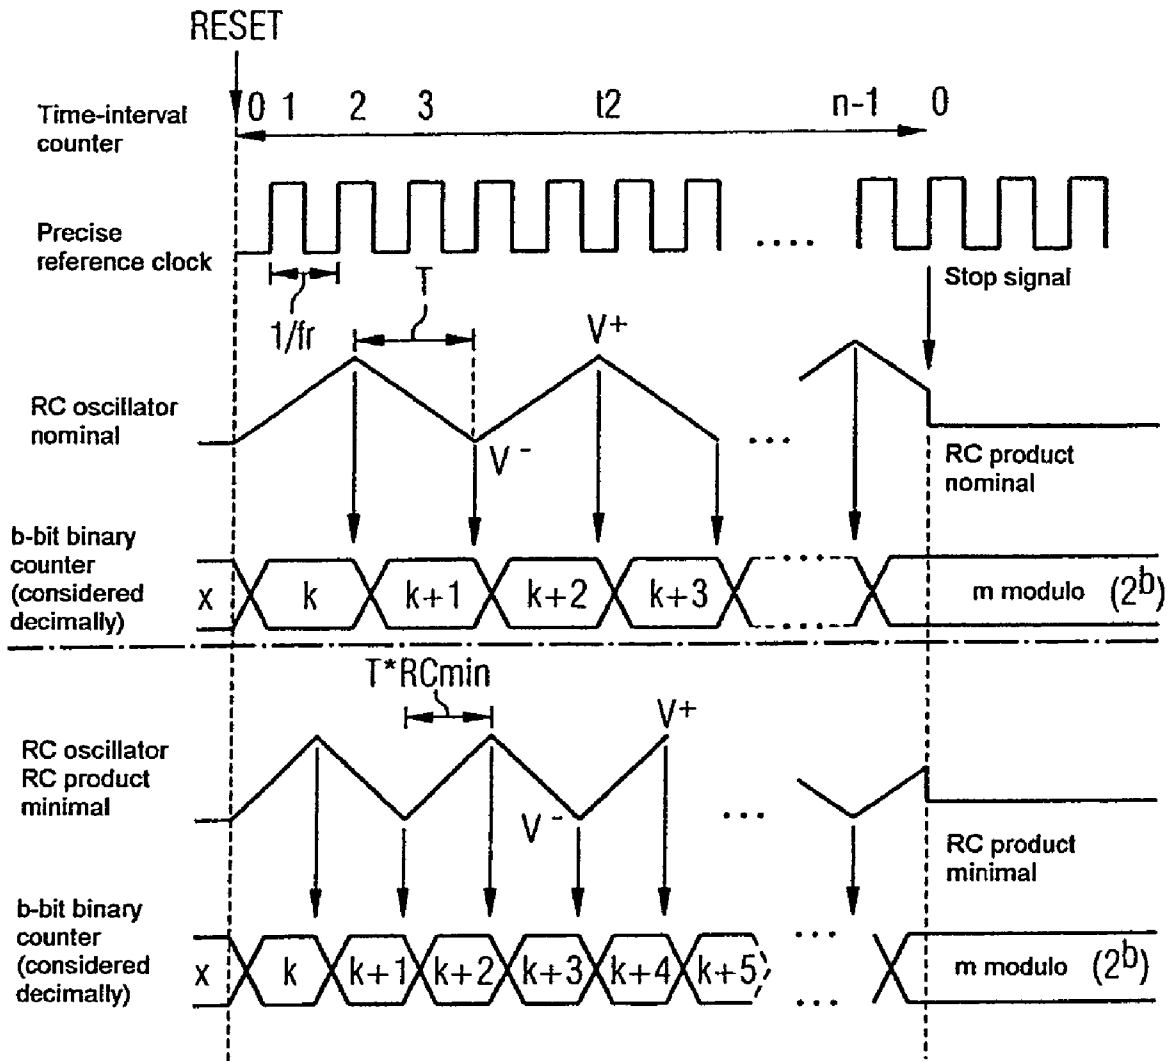 RESET
Time-interval
counter
0 1 2 3 t2 n-1 0
Precise
reference clock
....
1/fr
T
Stop signal
V+
RC oscillator
nominal
V -
...
RC product
nominal
b-bit binary
counter
(considered
decimally)
x k k+1 k+2 k+3 m modulo (2b)
T*RCmin
V+
RC oscillator
RC product
minimal
V -
...
RC product
minimal
b-bit binary
counter
(considered
decimally)
x k k+1 k+2 k+3 k+4 k+5 ... m modulo (2b)